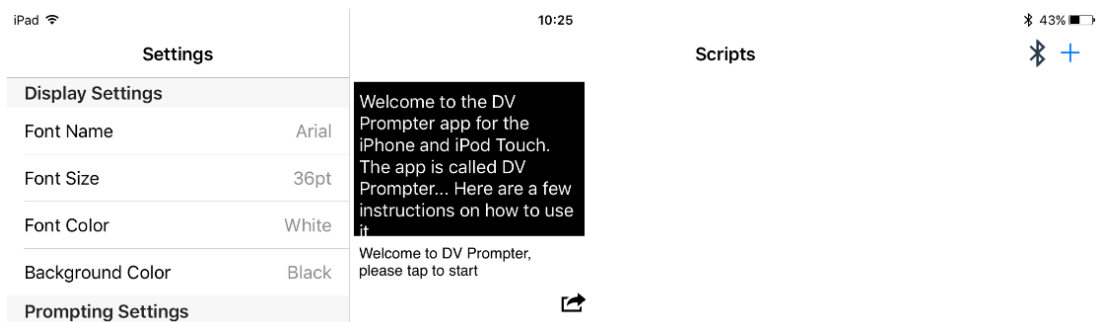 iPad 10:25 43%
Settings
Scripts
Display Settings
Font Name Arial
Font Size 36pt
Font Color White
Background Color Black
Prompting Settings
Welcome to the DV
Prompter app for the
iPhone and iPod Touch.
The app is called DV
Prompter... Here are a few
instructions on how to use
it
Welcome to DV Prompter,
please tap to start